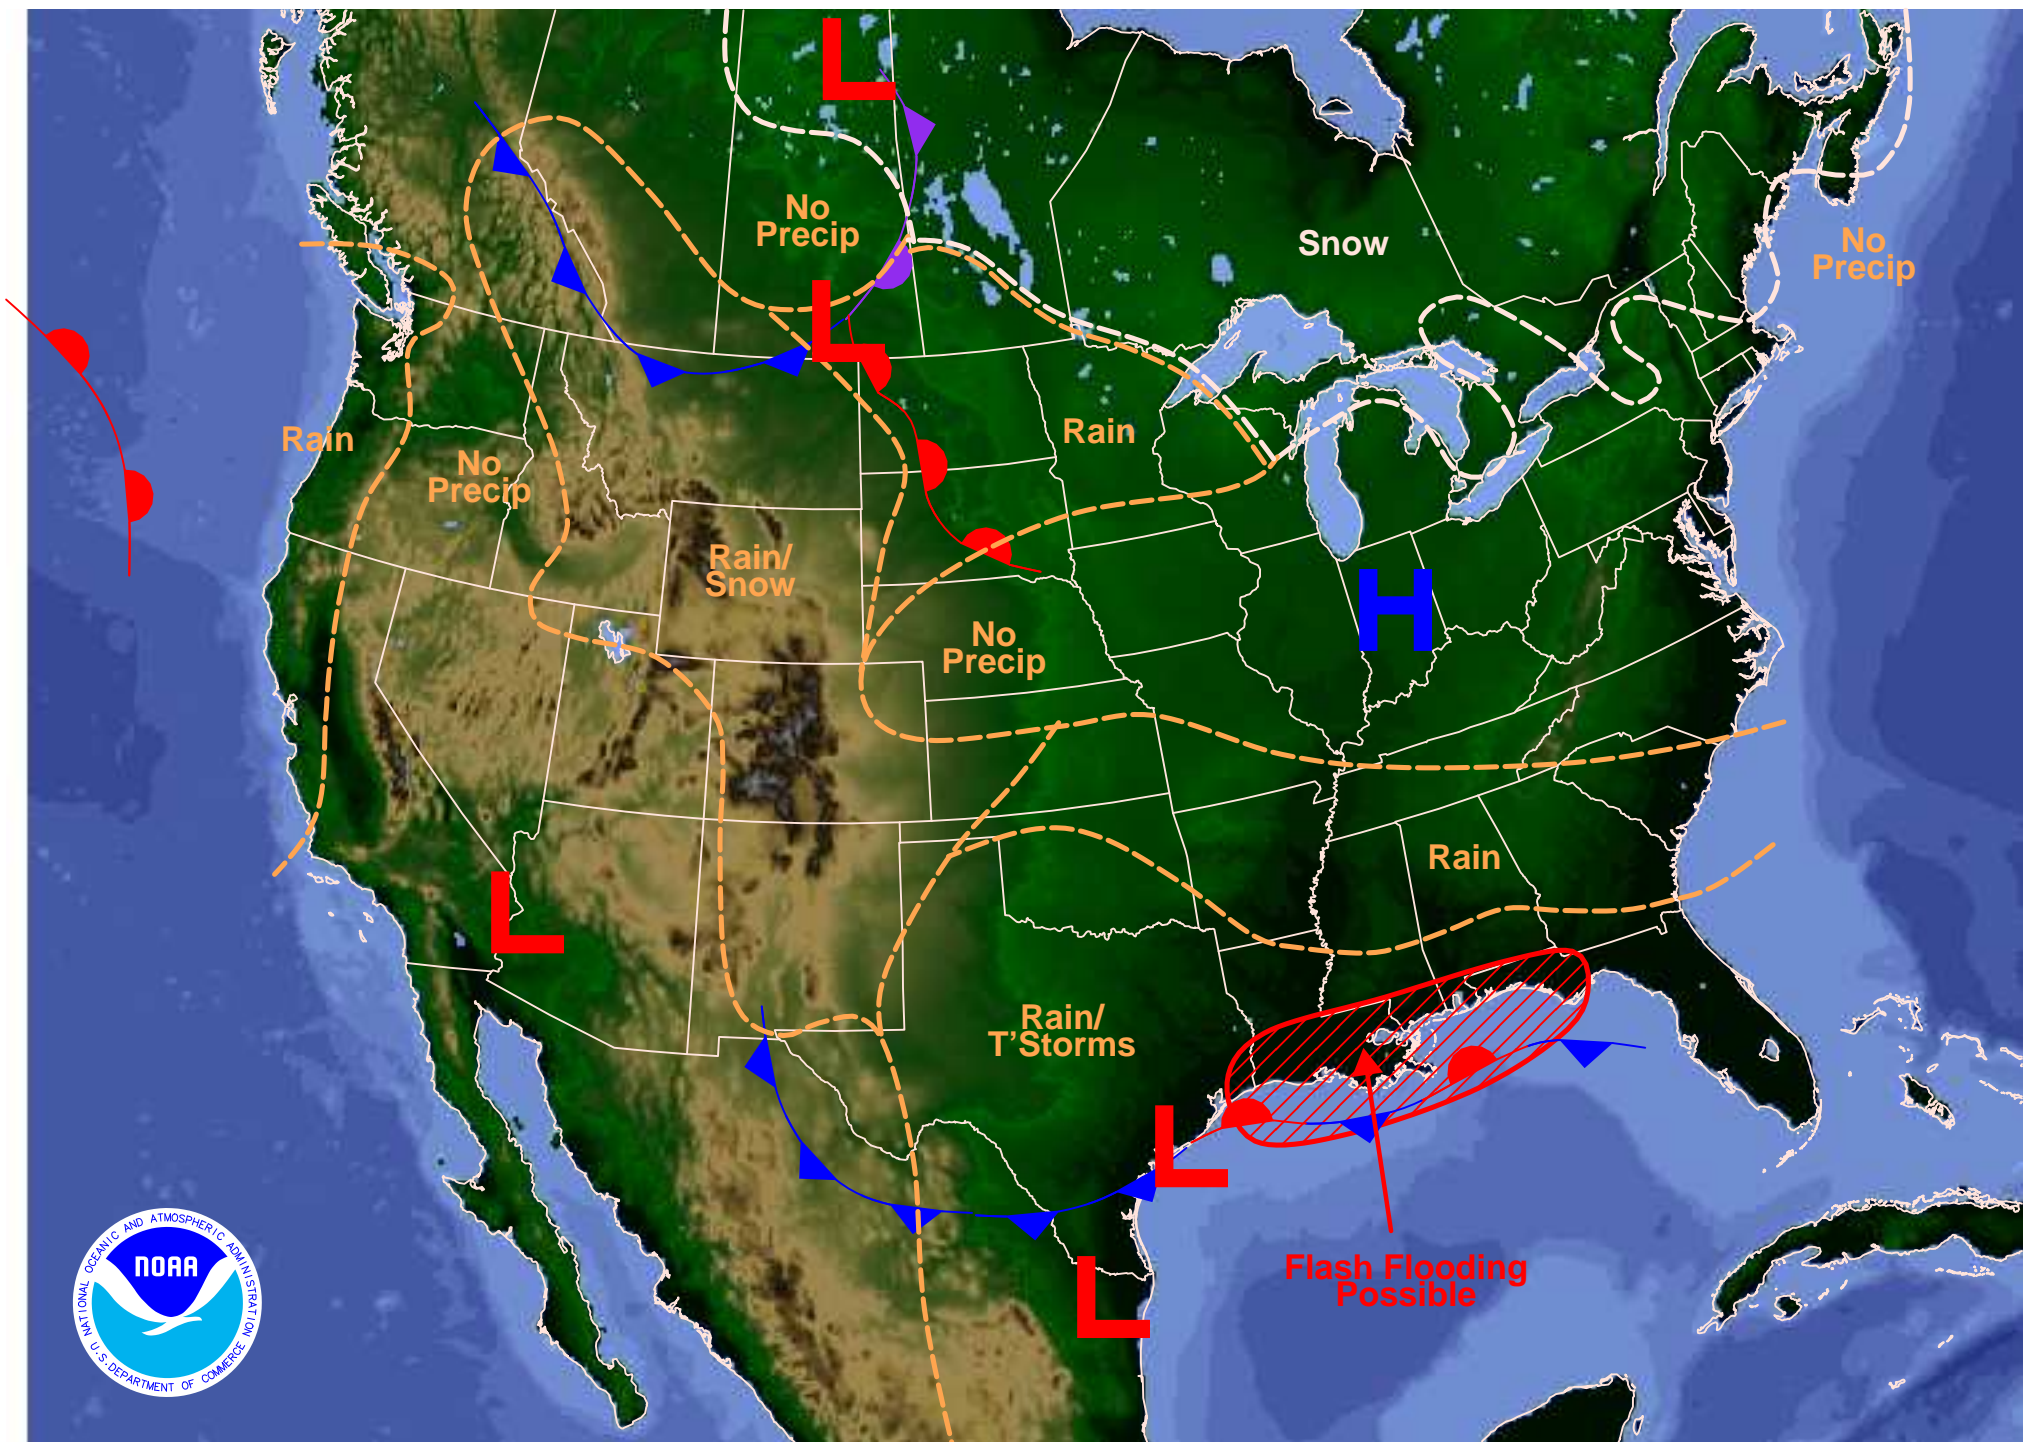 L
No
Precip
Snow
No
Precip
L
Rain
Rain
No
Precip
Rain/
Snow
H
No
Precip
Rain
L
Rain/
T'Storms
L
Flash Flooding
Possible
L
NATIONAL OCEANIC AND ATMOSPHERIC ADMINISTRATION
NOAA
U.S. DEPARTMENT OF COMMERCE